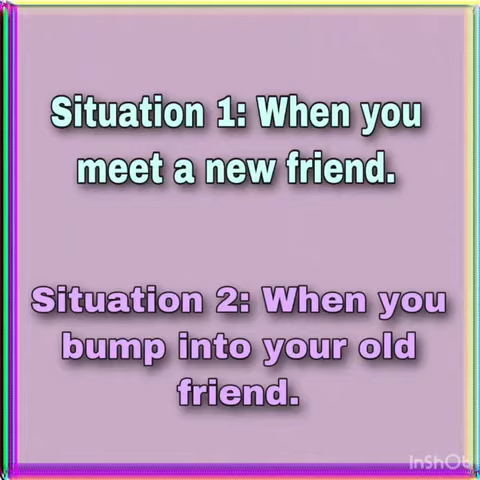 Situation 1: When you
meet a new friend.
Situation 2: When you
bump into your old
friend.
InShOt